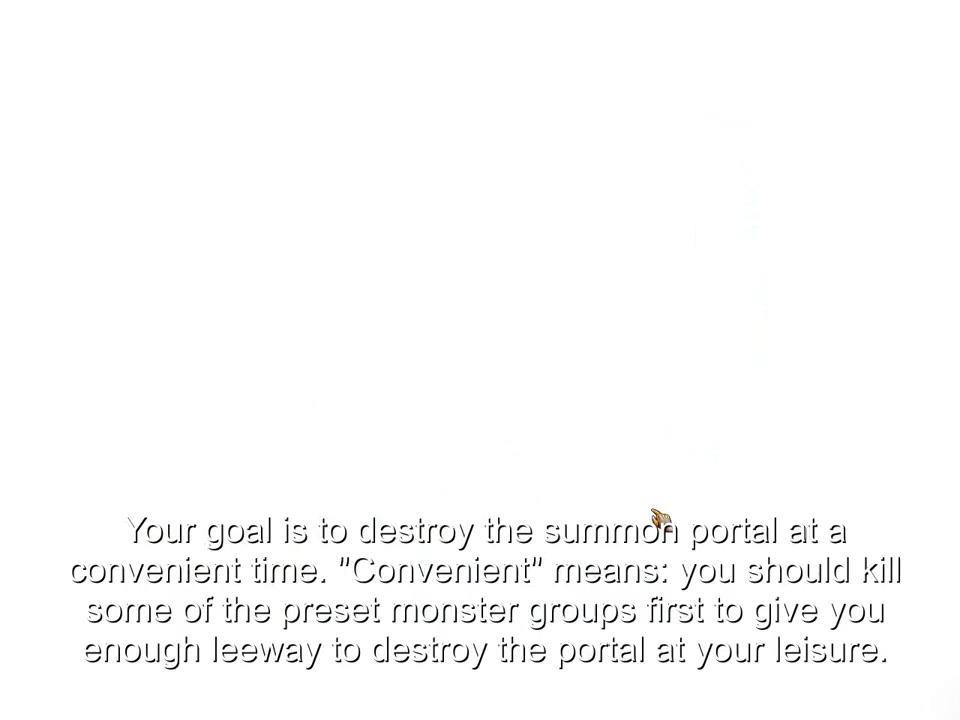 Your goal is to destroy the summon portal at a
convenient time. "Convenient" means: you should kill
some of the preset monster groups first to give you
enough leeway to destroy the portal at your leisure.